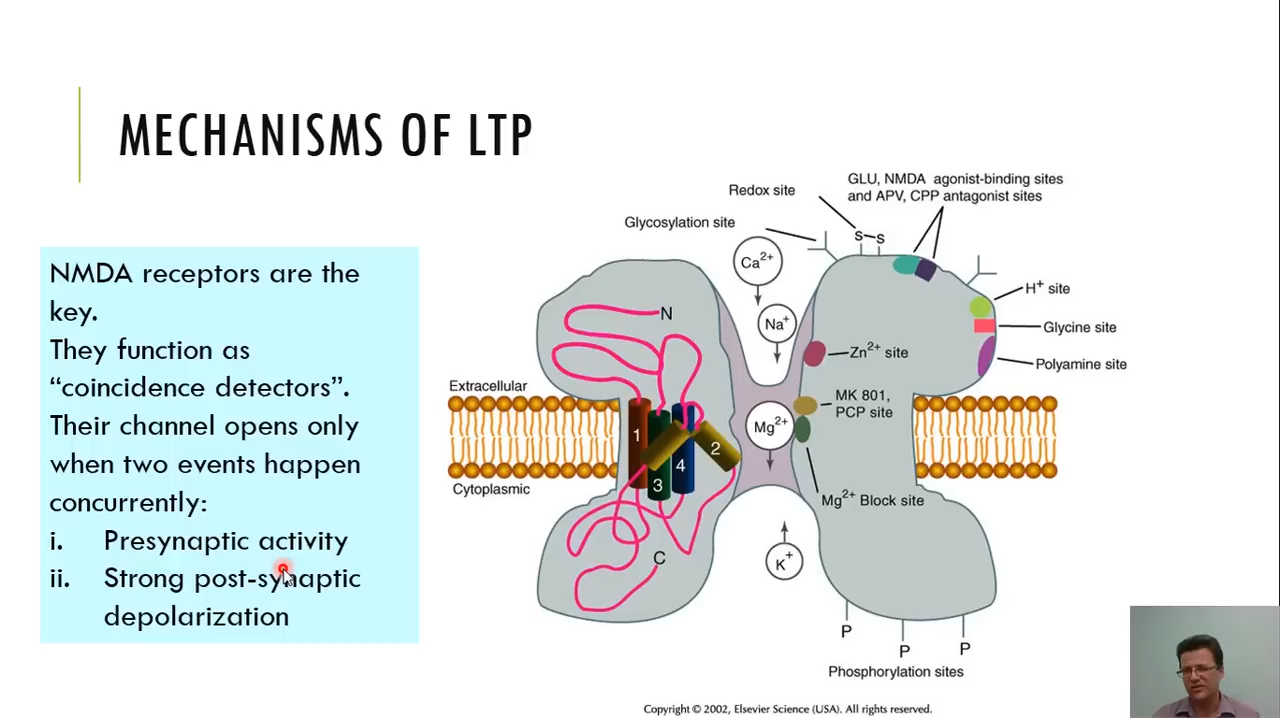 MECHANISMS OF LTP
NMDA receptors are the
key.
They function as
“coincidence detectors”.
Their channel opens only
when two events happen
concurrently:
i. Presynaptic activity
ii. Strong post-synaptic
depolarization
Redox site
GLU, NMDA agonist-binding sites
and APV, CPP antagonist sites
Glycosylation site
S–S
Ca2+
H+ site
N
Na+
Glycine site
Zn2+ site
Polyamine site
Extracellular
MK 801,
PCP site
Mg2+
1
2
4
3
Cytoplasmic
Mg2+ Block site
C
K+
P
P
P
Phosphorylation sites
Copyright © 2002, Elsevier Science (USA). All rights reserved.